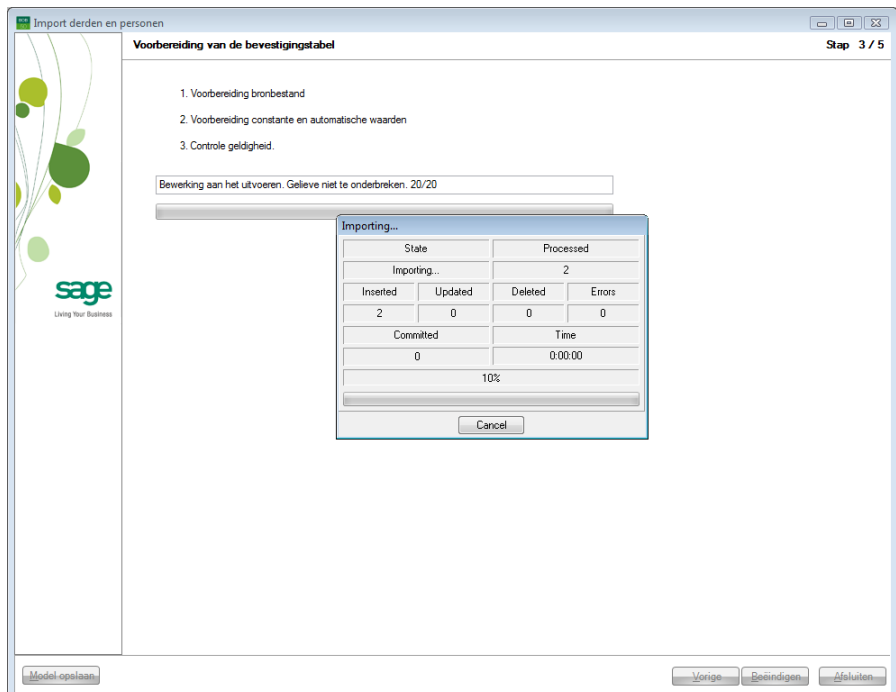 Import derden en personen
Voorbereiding van de bevestigingstabel Stap 3 / 5
1. Voorbereiding bronbestand
2. Voorbereiding constante en automatische waarden
3. Controle geldigheid.
Bewerking aan het uitvoeren. Gelieve niet te onderbreken. 20/20
sage
Living Your Business
Importing...
State Processed
Importing... 2
Inserted Updated Deleted Errors
2 0 0 0
Committed Time
0 0:00:00
10%
Cancel
Model opslaan Vorige Beëindigen Afsluiten